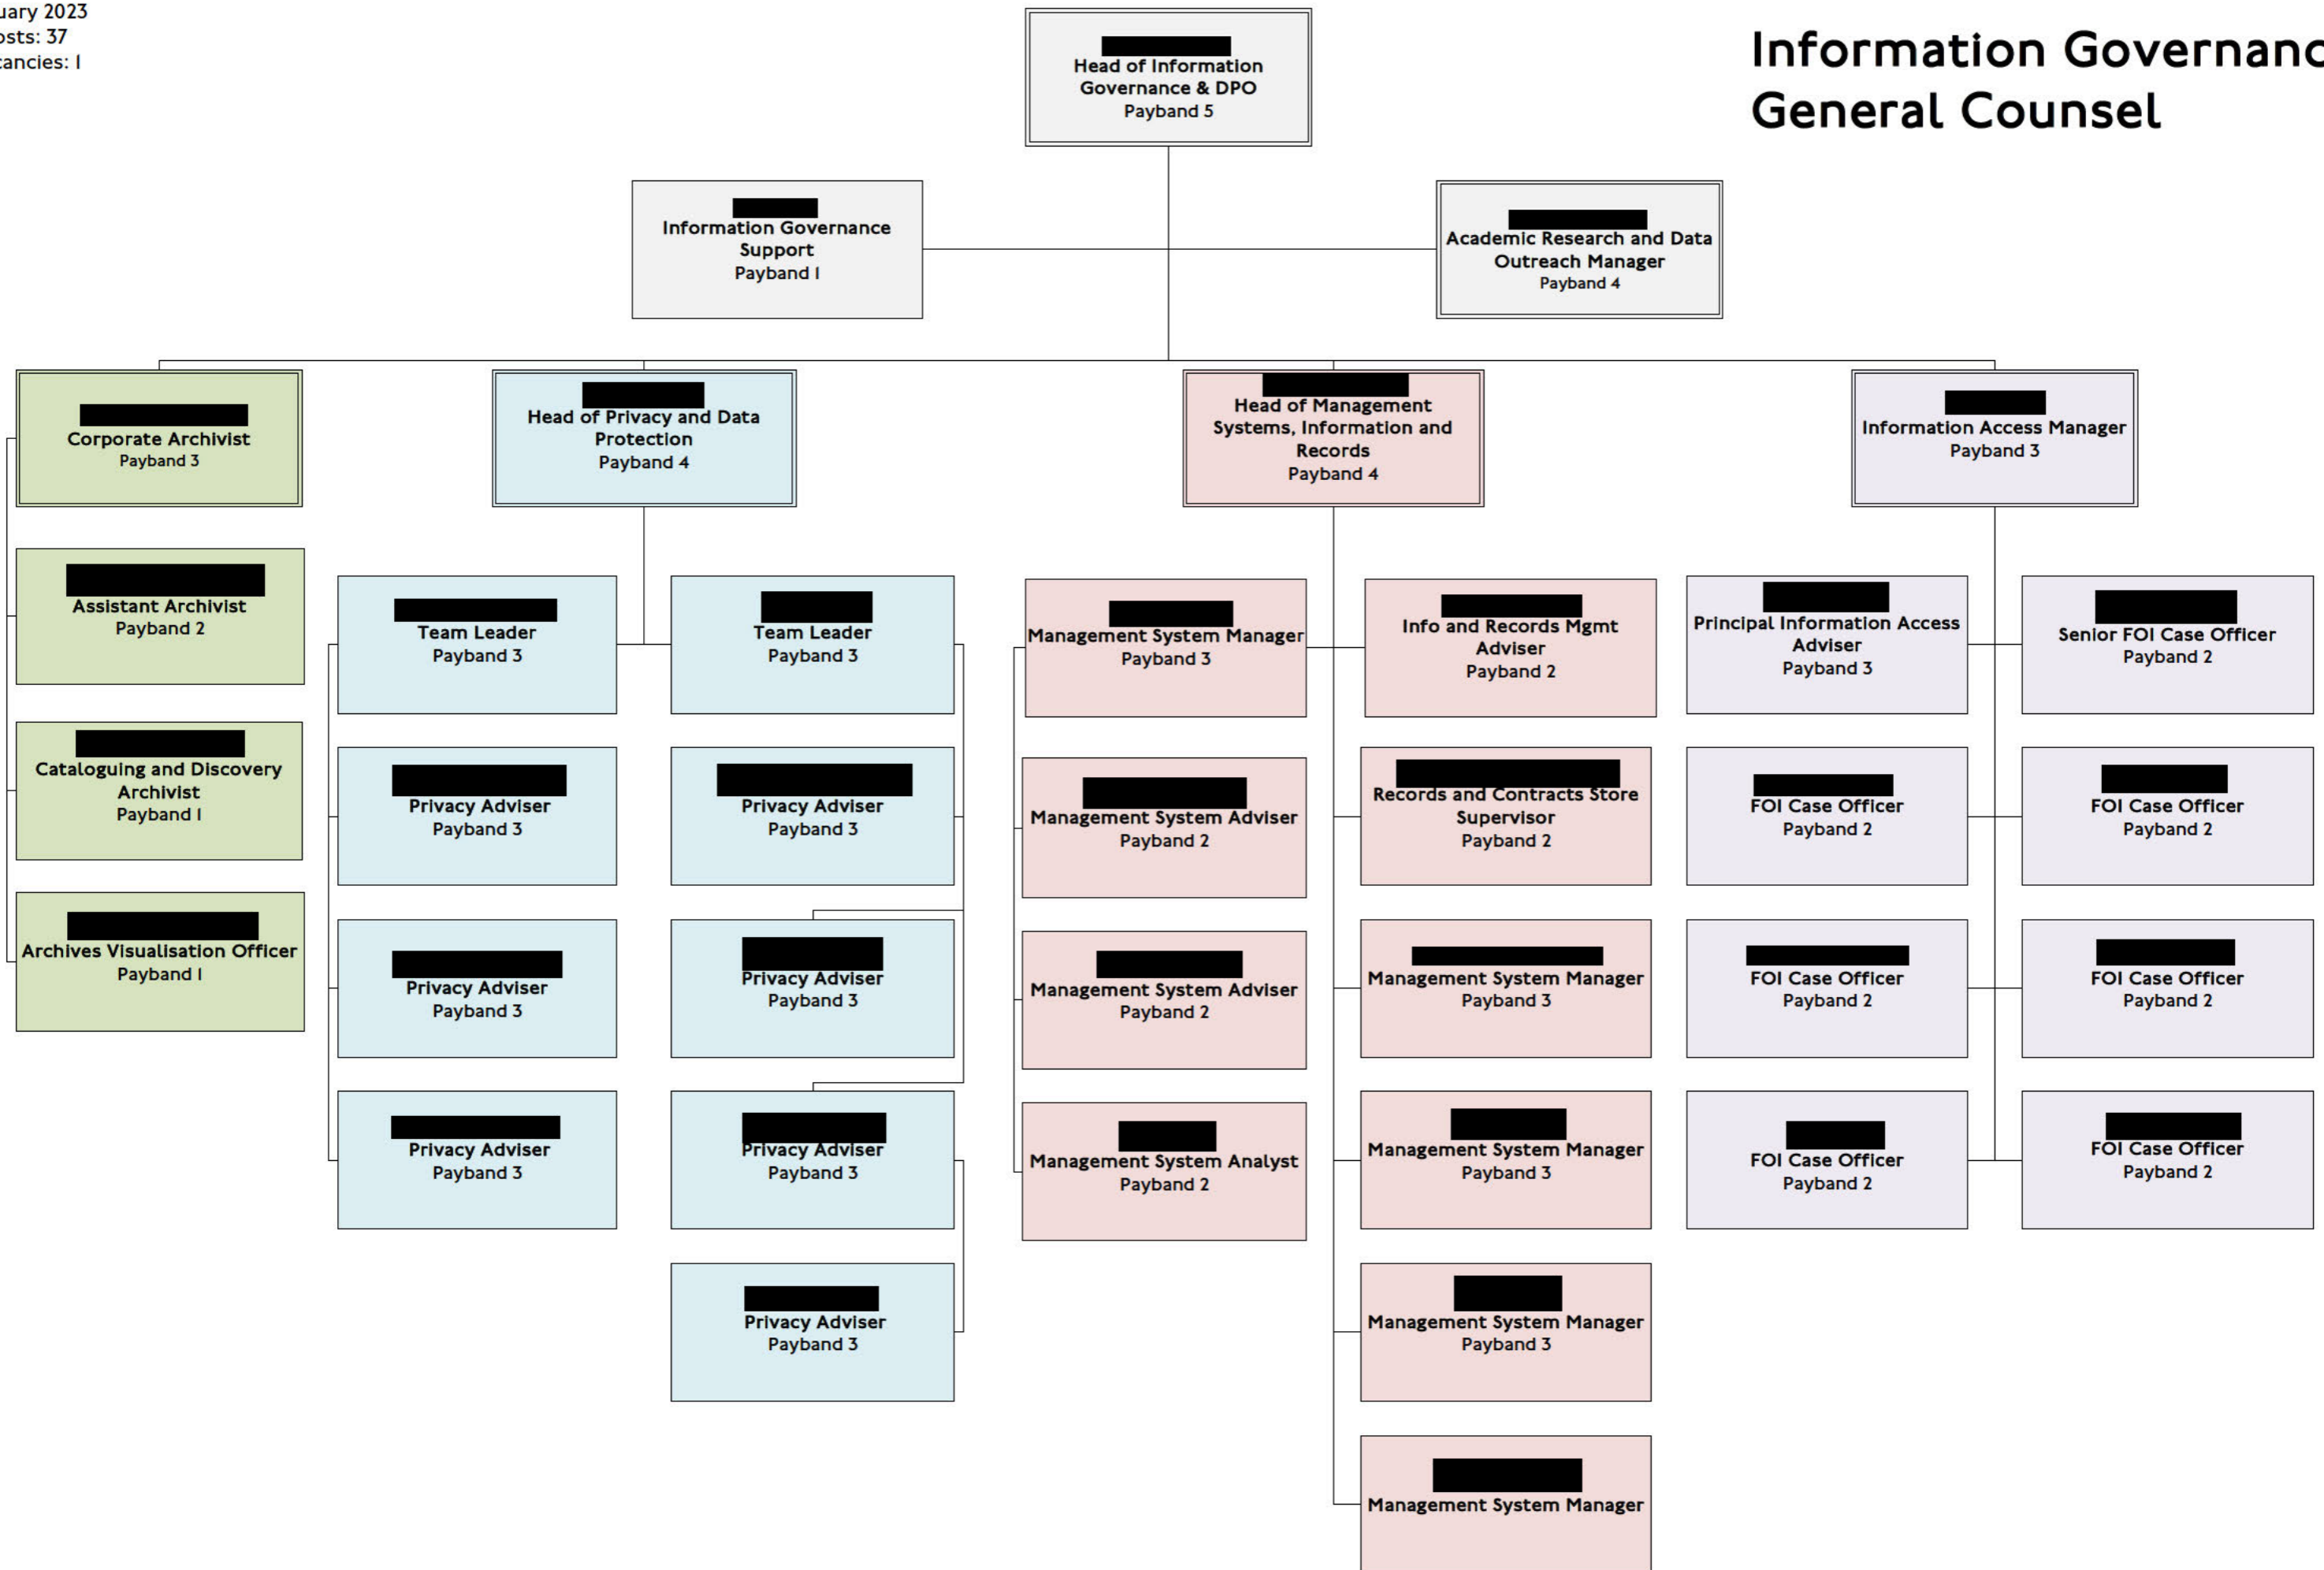 uary 2023
osts: 37
cancies: 1
Information Governanc
General Counsel
Head of Information
Governance & DPO
Payband 5
Information Governance
Support
Payband 1
Academic Research and Data
Outreach Manager
Payband 4
Corporate Archivist
Payband 3
Head of Privacy and Data
Protection
Payband 4
Head of Management
Systems, Information and
Records
Payband 4
Information Access Manager
Payband 3
Assistant Archivist
Payband 2
Cataloguing and Discovery
Archivist
Payband 1
Archives Visualisation Officer
Payband 1
Team Leader
Payband 3
Privacy Adviser
Payband 3
Privacy Adviser
Payband 3
Privacy Adviser
Payband 3
Team Leader
Payband 3
Privacy Adviser
Payband 3
Privacy Adviser
Payband 3
Privacy Adviser
Payband 3
Privacy Adviser
Payband 3
Management System Manager
Payband 3
Management System Adviser
Payband 2
Management System Adviser
Payband 2
Management System Analyst
Payband 2
Info and Records Mgmt
Adviser
Payband 2
Records and Contracts Store
Supervisor
Payband 2
Management System Manager
Payband 3
Management System Manager
Payband 3
Management System Manager
Payband 3
Management System Manager
Principal Information Access
Adviser
Payband 3
FOI Case Officer
Payband 2
FOI Case Officer
Payband 2
FOI Case Officer
Payband 2
Senior FOI Case Officer
Payband 2
FOI Case Officer
Payband 2
FOI Case Officer
Payband 2
FOI Case Officer
Payband 2